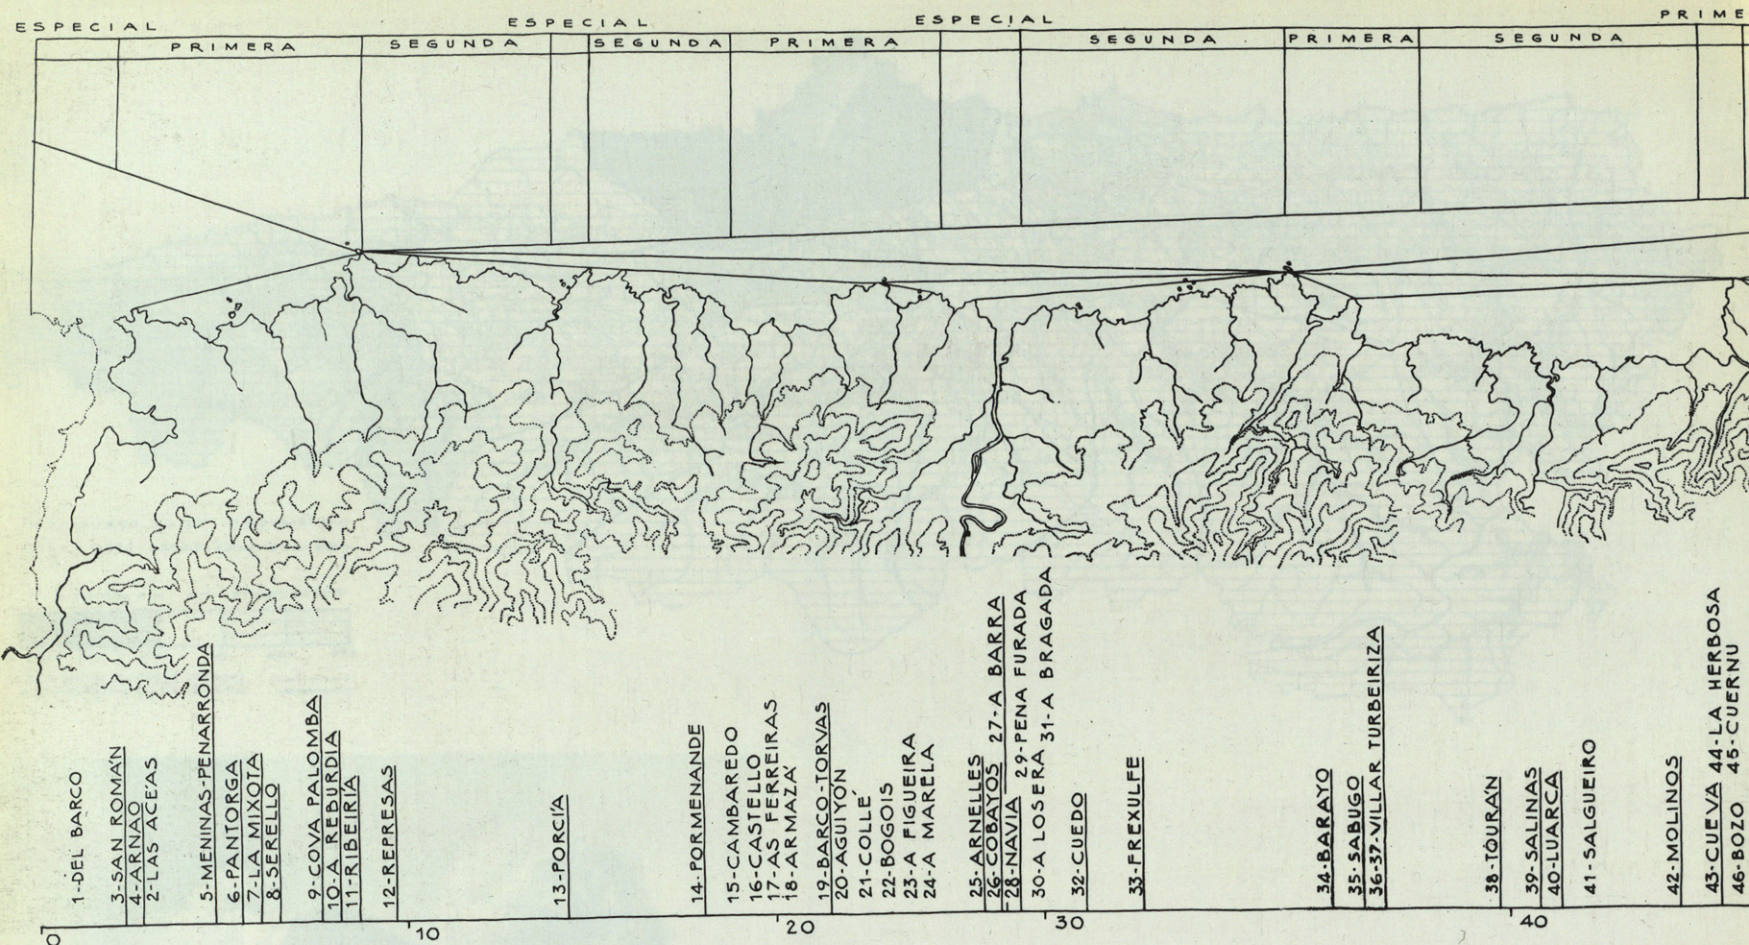 ESPECIAL
ESPECIAL
ESPECIAL
PRIME
PRIMERA
SEGUNDA
SEGUNDA
PRIMERA
SEGUNDA
PRIMERA
SEGUNDA
1-DEL BARCO
3-SAN ROMÁN
4-ARNAO
2-LAS ACEÁS
5-MENINAS-PENARRONDA
6-PANTORGA
7-LA MIXOTA
8-SERELLO
9-COVA PALOMBA
10-A REBURDIA
11-RIBEIRÍA
12-REPRESAS
13-PORCÍA
14-PORMENANDE
15-CAMBAREDO
16-CASTELLO
17-AS FERREIRAS
18-ARMAZÁ
19-BARCO-TORVAS
20-AGUIYÓN
21-COLLÉ
22-BOGOIS
23-A FIGUEIRA
24-A MARELA
25-ARNELLES
26-COBAYOS 27-A BARRA
28-NAVIA 29-PENA FURADA
30-A LOSERA 31-A BRAGADA
32-CUEDO
33-FREXULFE
34-BARAYO
35-SABUGO
36-37-VILLAR TURBEIRIZA
38-TOURÁN
39-SALINAS
40-LUARCA
41-SALGUEIRO
42-MOLINOS
43-CUEVA 44-LA HERBOSA
46-BOZO 45-CUERNU
0
10
20
30
40